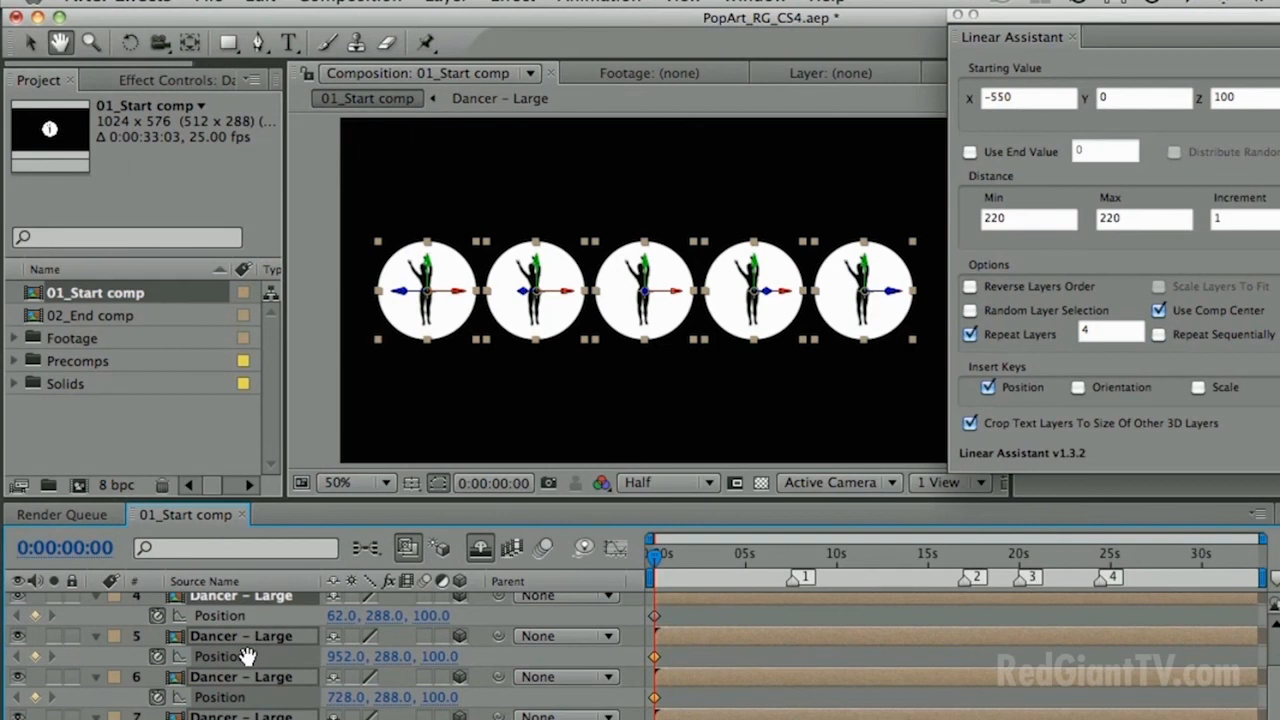 After Effects File Edit Composition Layer Effect Animation View Window Help
PopArt_RG_CS4.aep *
Linear Assistant ×
Project ×
Effect Controls: Da
Composition: 01_Start comp
Footage: (none)
Layer: (none)
01_Start comp
Dancer – Large
01_Start comp▼
1024 x 576 (512 x 288) (...
Δ 0:00:33:03, 25.00 fps
Starting Value
X -550 Y 0 Z 100
Use End Value 0
Distribute Rando
Distance
Min Max Increment
220 220 1
Name
Typ
01_Start comp
02_End comp
Footage
Precomps
Solids
Options
Reverse Layers Order
Scale Layers To Fit
Random Layer Selection
Use Comp Center
Repeat Layers 4
Repeat Sequentially
Insert Keys
Position Orientation Scale
Crop Text Layers To Size Of Other 3D Layers
Linear Assistant v1.3.2
8 bpc
50%
0:00:00:00
Half
Active Camera
1 View
Render Queue
01_Start comp ×
0:00:00:00
00s 05s 10s 15s 20s 25s 30s
# Source Name
fx
Parent
1 2 3 4
4 Dancer – Large None
Position 62.0, 288.0, 100.0
5 Dancer – Large None
Position 952.0, 288.0, 100.0
6 Dancer – Large None
Position 728.0, 288.0, 100.0
7 Dancer – Large None
RedGiantTV.com